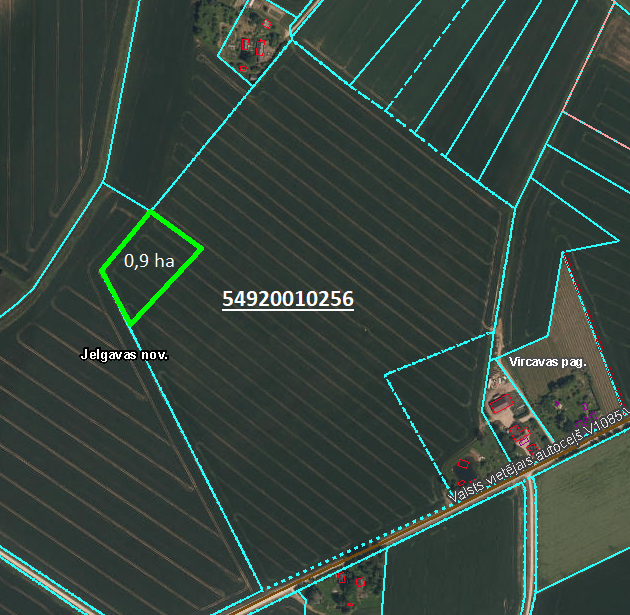 0,9 ha
54920010256
Jelgavas nov.
Vircavas pag.
Valsts vietējais autoceļš V1085